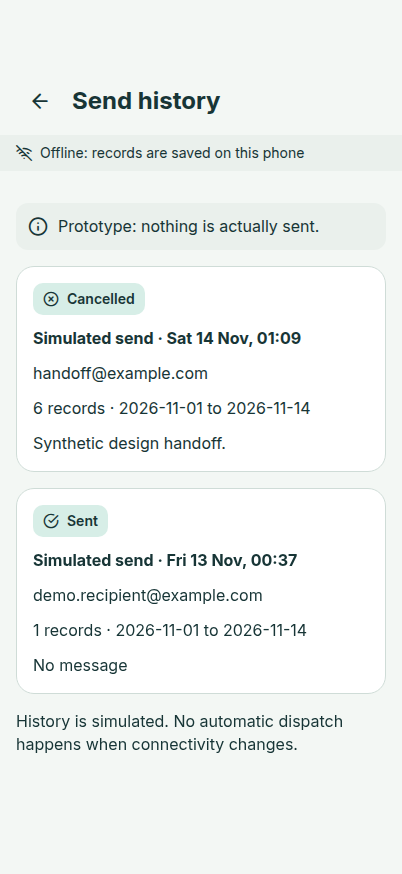 Send history
Offline: records are saved on this phone
Prototype: nothing is actually sent.
Cancelled
Simulated send · Sat 14 Nov, 01:09
handoff@example.com
6 records · 2026-11-01 to 2026-11-14
Synthetic design handoff.
Sent
Simulated send · Fri 13 Nov, 00:37
demo.recipient@example.com
1 records · 2026-11-01 to 2026-11-14
No message
History is simulated. No automatic dispatch
happens when connectivity changes.